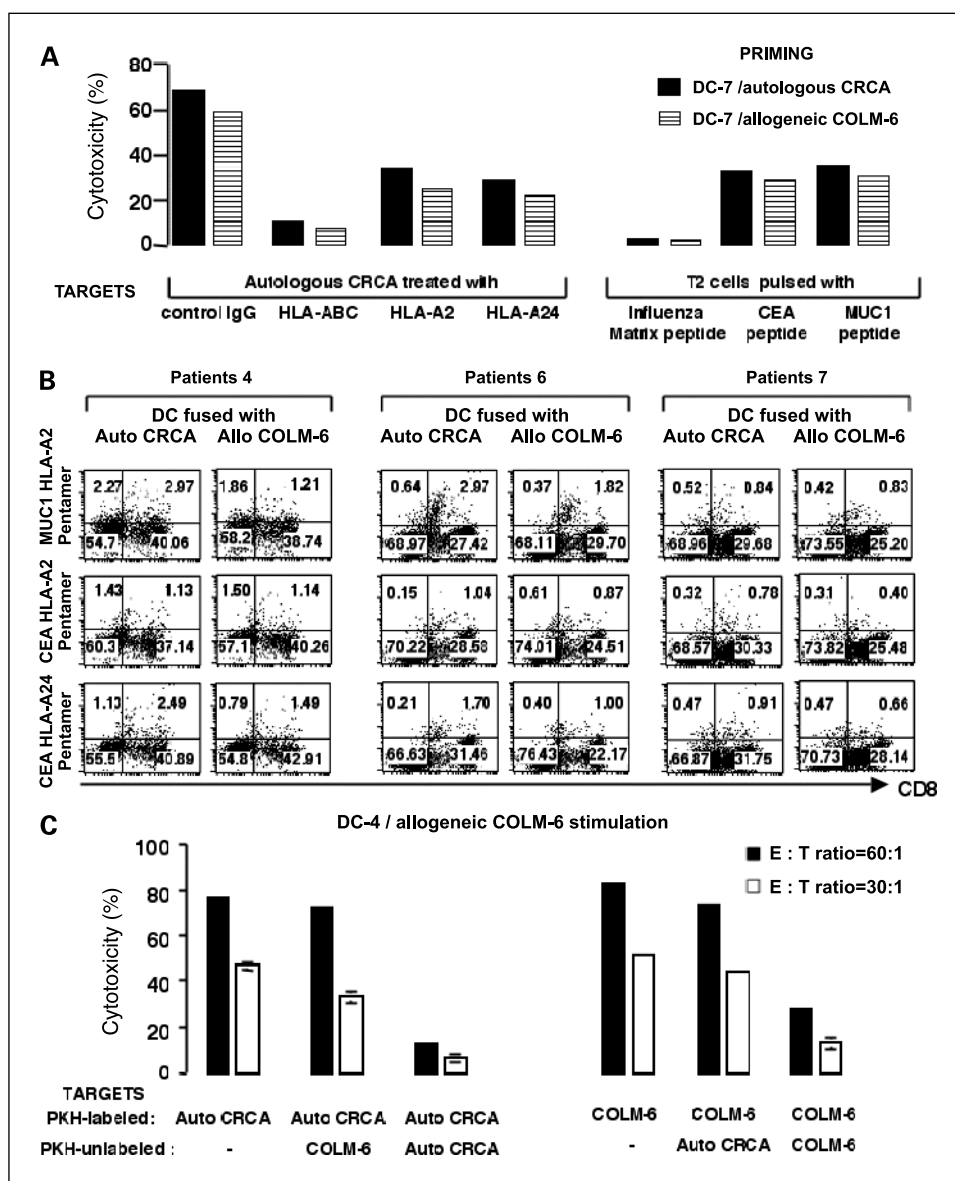 A
PRIMING
DC-7 /autologous CRCA
DC-7 /allogeneic COLM-6
Cytotoxicity (%)
80
60
40
20
0
TARGETS
Autologous CRCA treated with
T2 cells pulsed with
control IgG HLA-ABC HLA-A2 HLA-A24
Influenza Matrix peptide
CEA peptide
MUC1 peptide
B
Patients 4 Patients 6 Patients 7
DC fused with DC fused with DC fused with
Auto CRCA Allo COLM-6 Auto CRCA Allo COLM-6 Auto CRCA Allo COLM-6
MUC1 HLA-A2 Pentamer
2.27 2.97 1.86 1.21 0.64 2.97 0.37 1.82 0.52 0.84 0.42 0.83
54.7 40.06 58.2 38.74 68.97 27.42 68.11 29.70 68.96 29.68 73.55 25.20
CEA HLA-A2 Pentamer
1.43 1.13 1.50 1.14 0.15 1.04 0.61 0.87 0.32 0.78 0.31 0.40
60.3 37.14 57.1 40.26 70.22 28.58 74.01 24.51 68.57 30.33 73.82 25.48
CEA HLA-A24 Pentamer
1.13 2.49 0.79 1.49 0.21 1.70 0.40 1.00 0.47 0.91 0.47 0.66
55.5 40.89 54.8 42.91 66.63 31.46 76.43 22.17 66.87 31.75 70.73 28.14
CD8
C
DC-4 / allogeneic COLM-6 stimulation
E : T ratio=60:1
E : T ratio=30:1
Cytotoxicity (%)
100
80
60
40
20
0
TARGETS
PKH-labeled: Auto CRCA Auto CRCA Auto CRCA COLM-6 COLM-6 COLM-6
PKH-unlabeled : - COLM-6 Auto CRCA - Auto CRCA COLM-6